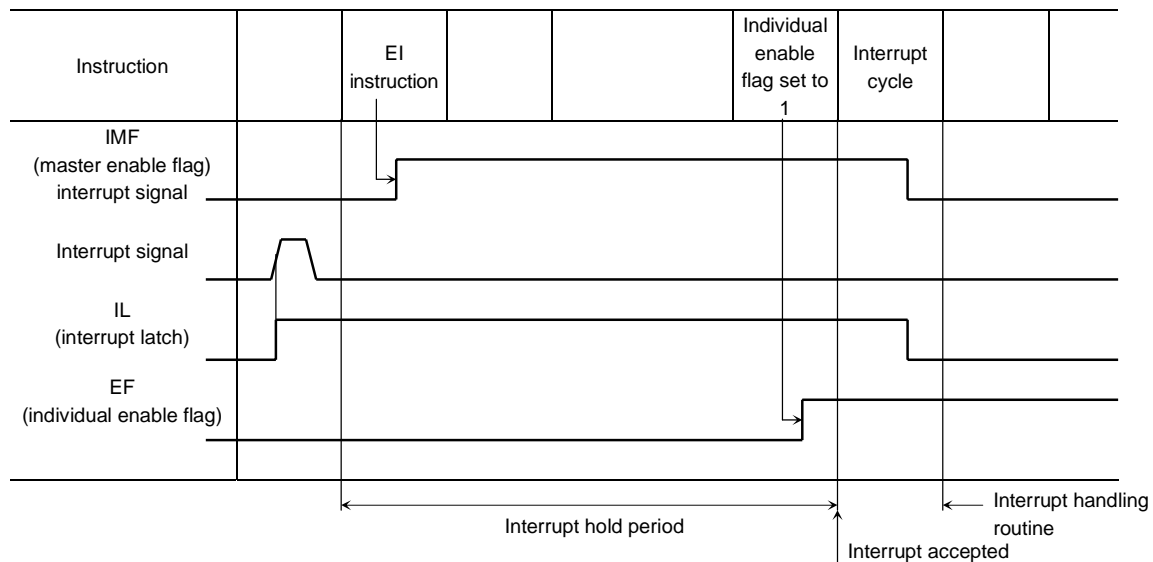 Instruction
EI
instruction
Individual
enable
flag set to
1
Interrupt
cycle
IMF
(master enable flag)
interrupt signal
Interrupt signal
IL
(interrupt latch)
EF
(individual enable flag)
Interrupt hold period
Interrupt handling
routine
Interrupt accepted